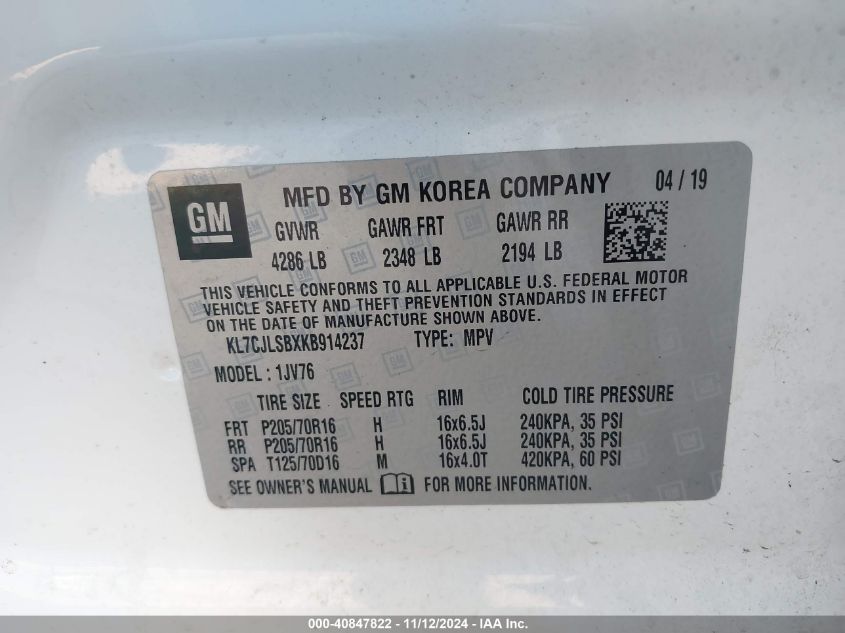 GM
MFD BY GM KOREA COMPANY 04 / 19
GVWR GAWR FRT GAWR RR
4286 LB 2348 LB 2194 LB
THIS VEHICLE CONFORMS TO ALL APPLICABLE U.S. FEDERAL MOTOR
VEHICLE SAFETY AND THEFT PREVENTION STANDARDS IN EFFECT
ON THE DATE OF MANUFACTURE SHOWN ABOVE.
KL7CJLSBXKB914237 TYPE: MPV
MODEL : 1JV76
TIRE SIZE SPEED RTG RIM COLD TIRE PRESSURE
FRT P205/70R16 H 16x6.5J 240KPA, 35 PSI
RR P205/70R16 H 16x6.5J 240KPA, 35 PSI
SPA T125/70D16 M 16x4.0T 420KPA, 60 PSI
SEE OWNER'S MANUAL FOR MORE INFORMATION.
000-40847822 - 11/12/2024 - IAA Inc.